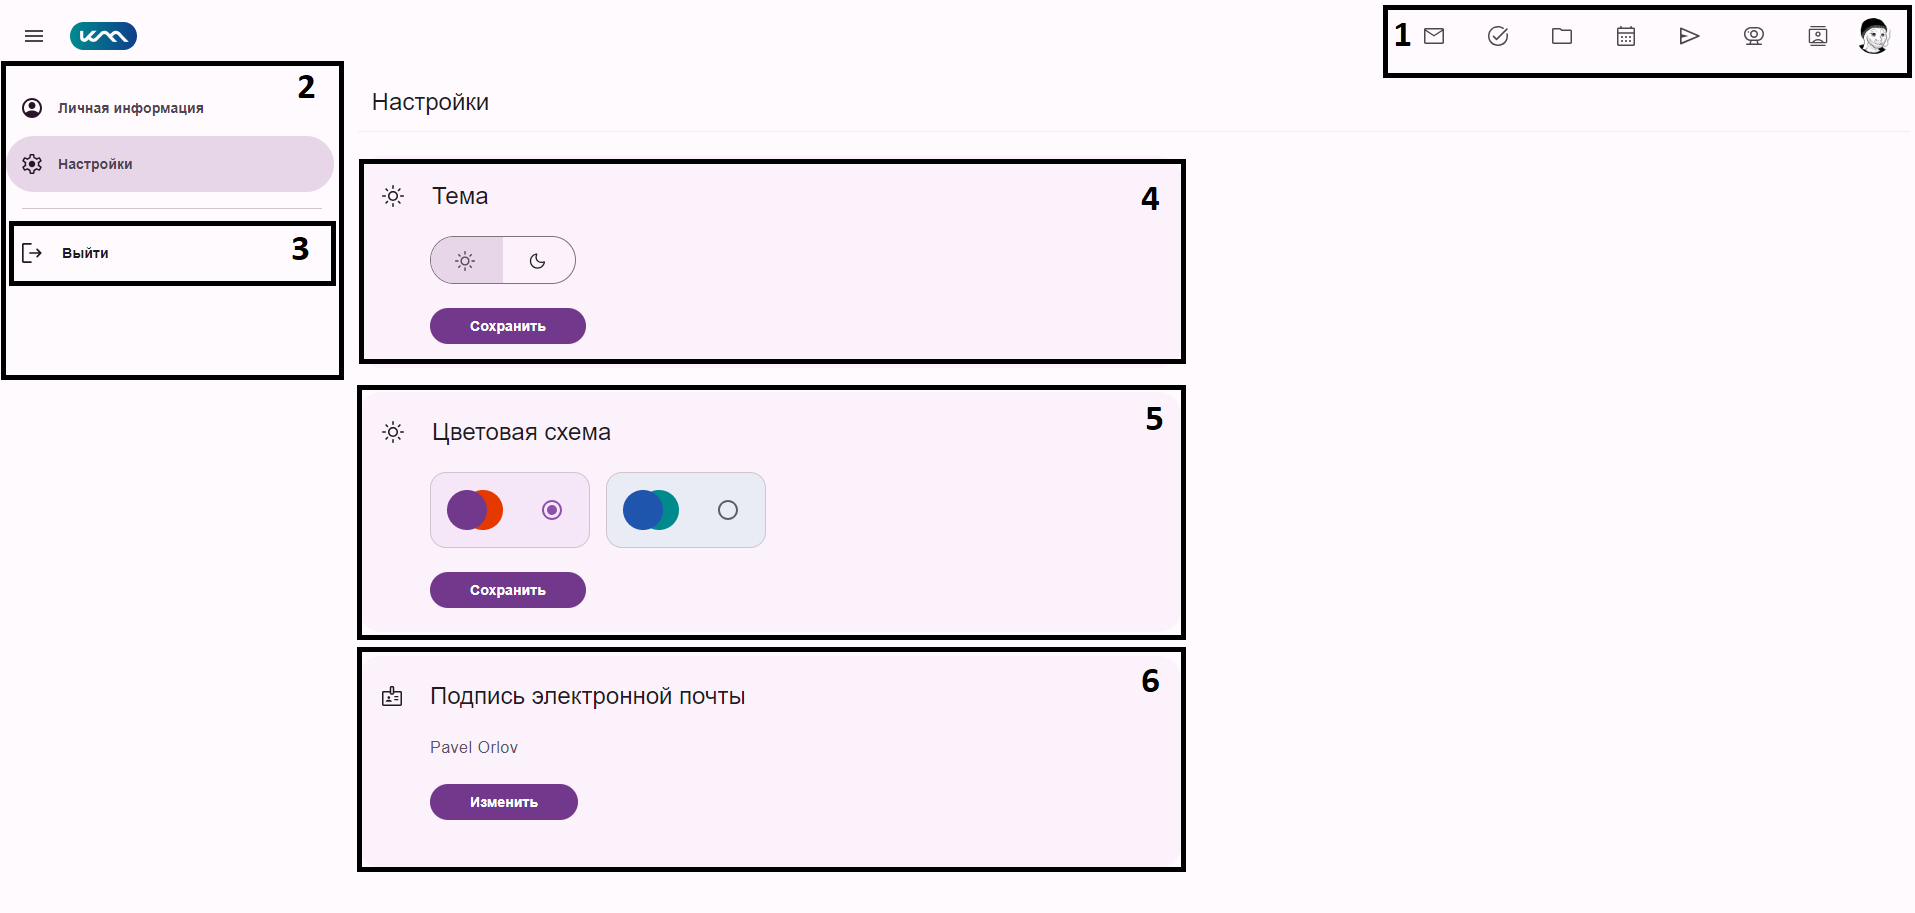 1
2
Личная информация
Настройки
Настройки
3
Выйти
4
Тема
Сохранить
5
Цветовая схема
Сохранить
6
Подпись электронной почты
Pavel Orlov
Изменить